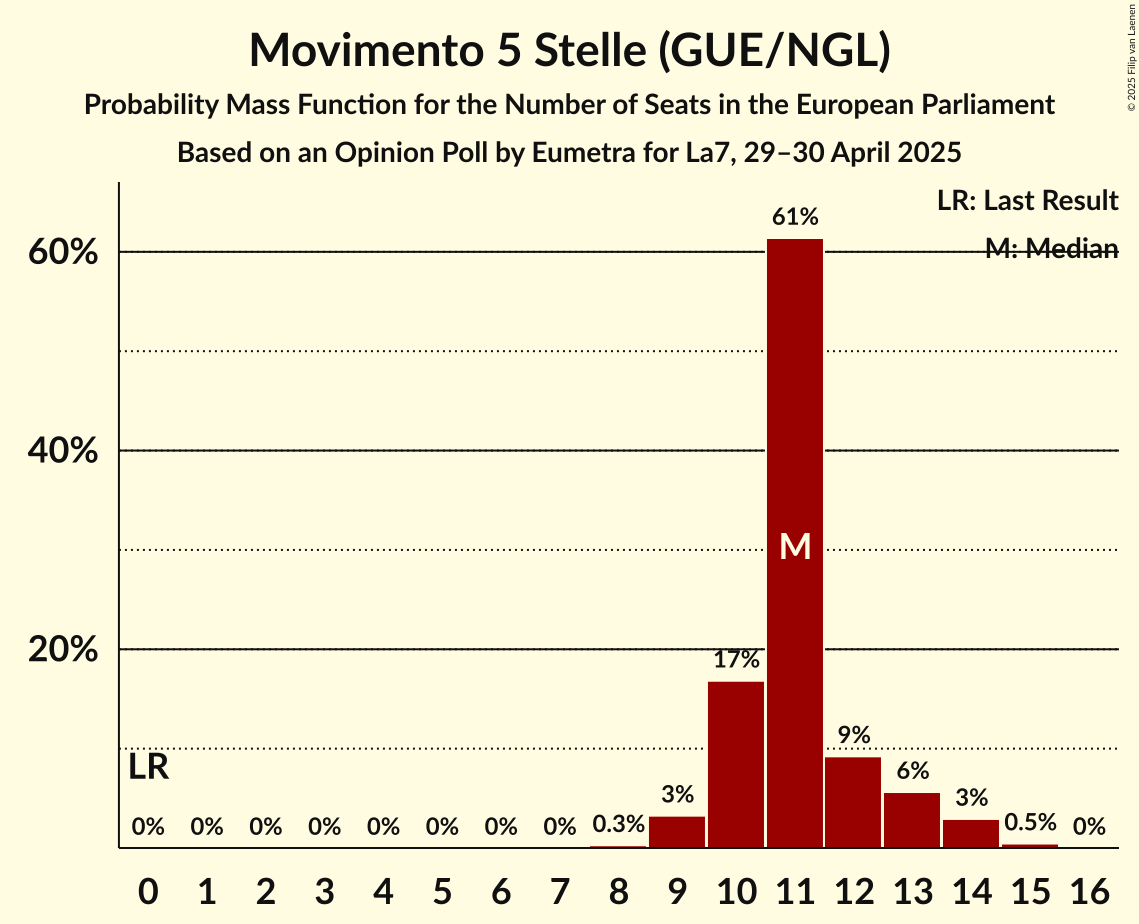 Movimento 5 Stelle (GUE/NGL)
Probability Mass Function for the Number of Seats in the European Parliament
Based on an Opinion Poll by Eumetra for La7, 29–30 April 2025
© 2025 Filip van Laenen
LR: Last Result
M: Median
60%
40%
20%
61%
M
17%
9%
6%
3%
3%
LR
0% 0% 0% 0% 0% 0% 0% 0% 0.3% 0.5% 0%
0 1 2 3 4 5 6 7 8 9 10 11 12 13 14 15 16